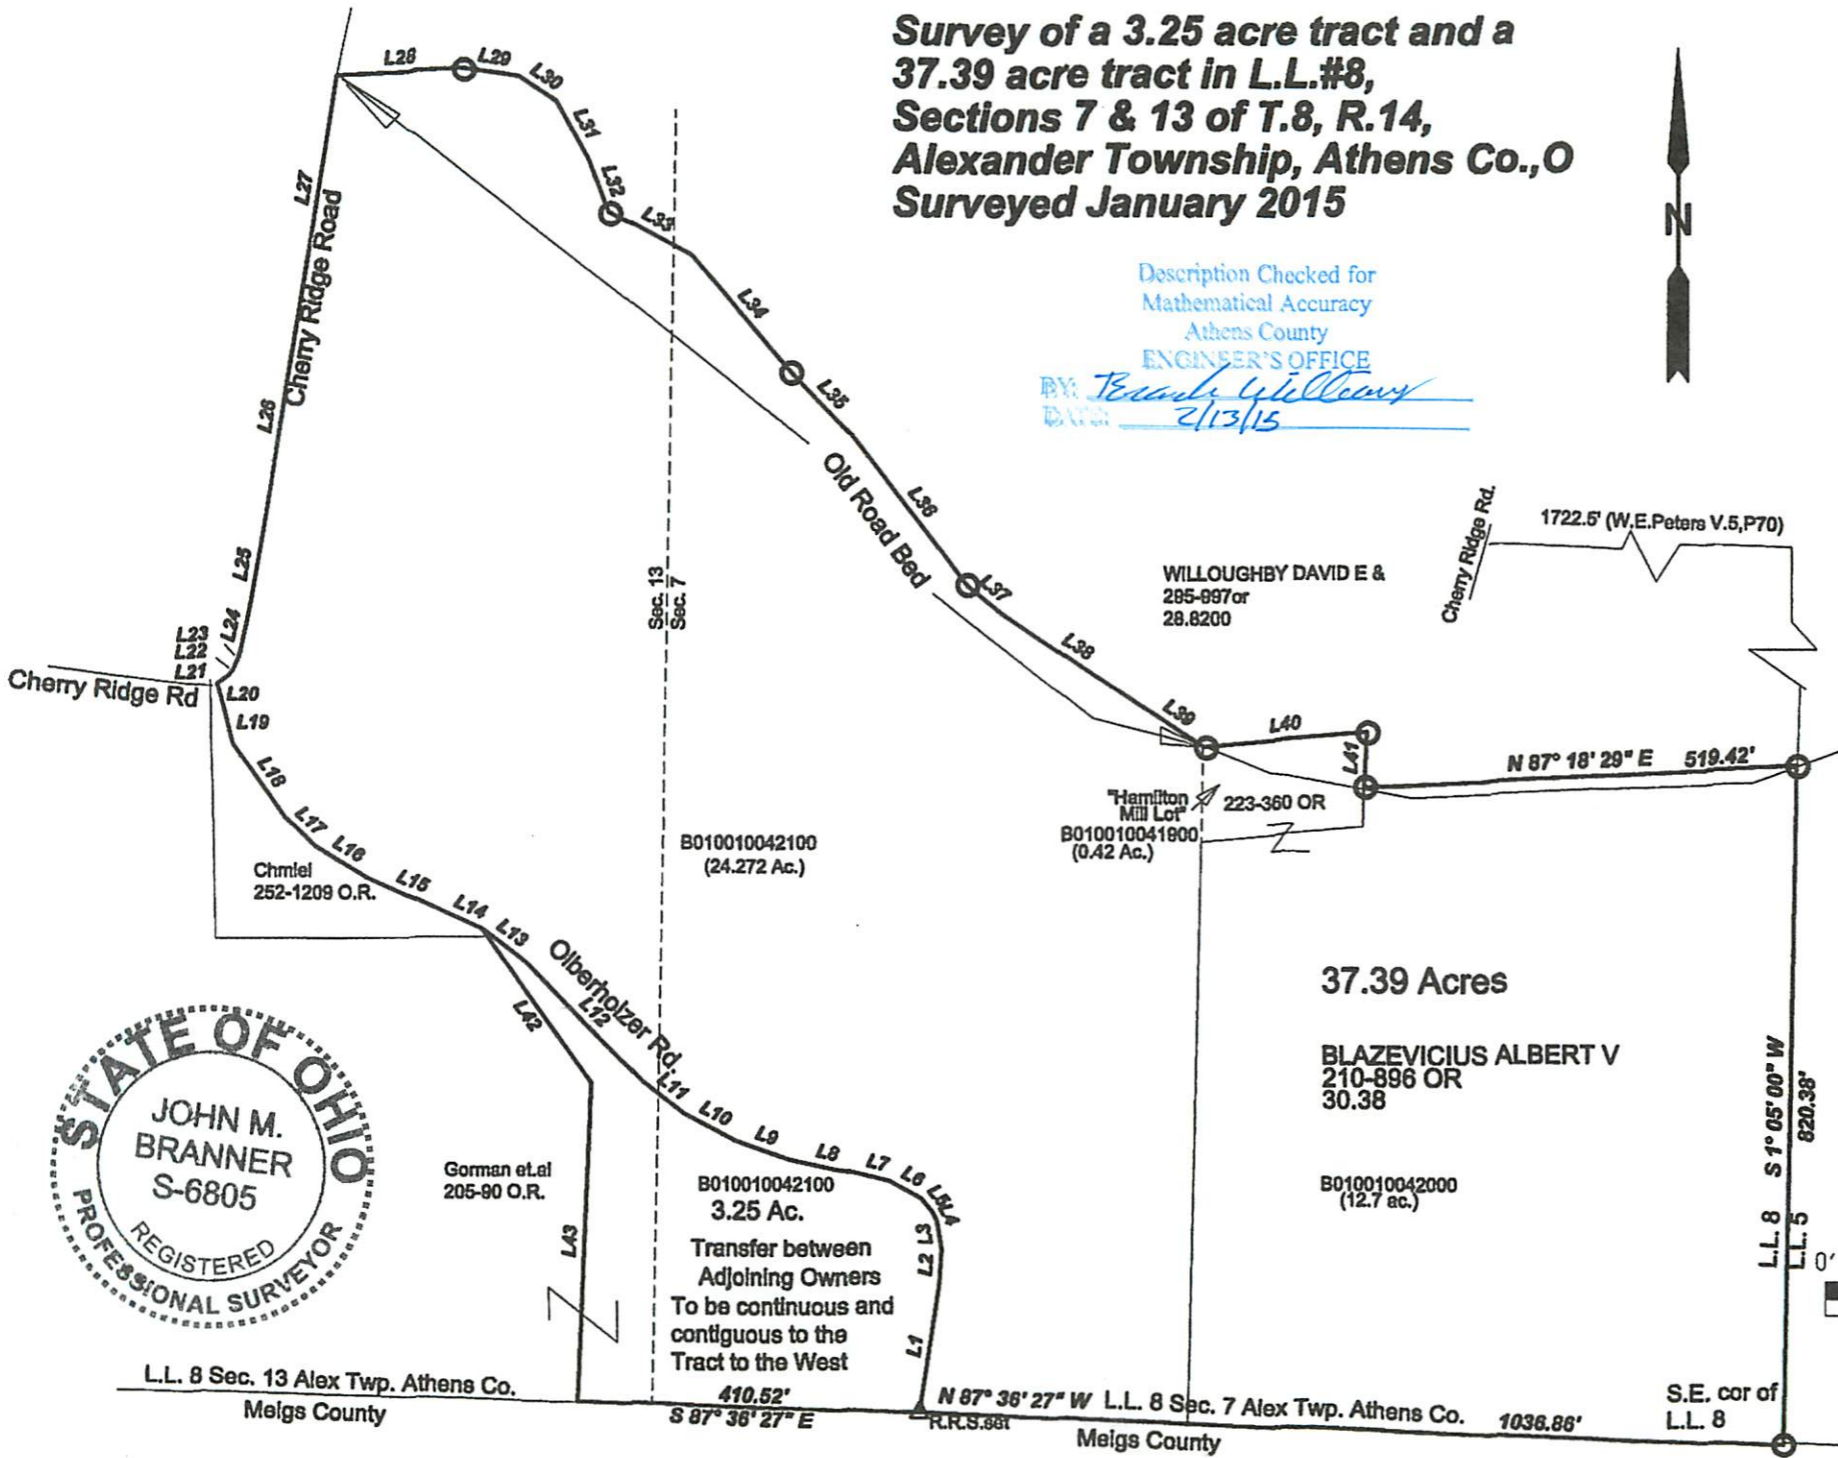 Survey of a 3.25 acre tract and a
37.39 acre tract in L.L.#8,
Sections 7 & 13 of T.8, R.14,
Alexander Township, Athens Co.,O
Surveyed January 2015
N
Description Checked for
Mathematical Accuracy
Athens County
ENGINEER'S OFFICE
BY:
DATE: 2/13/15
L28
L29
L30
L31
L32
L33
L34
L35
L36
L37
L38
L39
L40
L41
L27
Cherry Ridge Road
L26
L25
L24
L23
L22
L21
Cherry Ridge Rd
L20
L19
L18
L17
L16
L15
L14
L13
L12
L11
L10
L9
L8
L7
L6
L5
L4
L3
L2
L1
L42
L43
Sec. 13
Sec. 7
Old Road Bed
Olberholzer Rd.
Cherry Ridge Rd.
1722.5' (W.E.Peters V.5,P70)
WILLOUGHBY DAVID E &
295-997or
28.8200
N 87° 18' 29" E 519.42'
"Hamilton
Mill Lot"
223-360 OR
B010010041900
(0.42 Ac.)
B010010042100
(24.272 Ac.)
Chmiel
252-1209 O.R.
37.39 Acres
BLAZEVICIUS ALBERT V
210-896 OR
30.38
B010010042000
(12.7 ac.)
S 1° 05' 00" W
820.38'
L.L. 8
L.L. 5
0'
STATE OF OHIO
JOHN M.
BRANNER
S-6805
REGISTERED
PROFESSIONAL SURVEYOR
Gorman et.al
205-90 O.R.
B010010042100
3.25 Ac.
Transfer between
Adjoining Owners
To be continuous and
contiguous to the
Tract to the West
L.L. 8 Sec. 13 Alex Twp. Athens Co.
Meigs County
410.52'
S 87° 36' 27" E
R.R.S.set
N 87° 36' 27" W L.L. 8 Sec. 7 Alex Twp. Athens Co. 1036.86'
Meigs County
S.E. cor of
L.L. 8